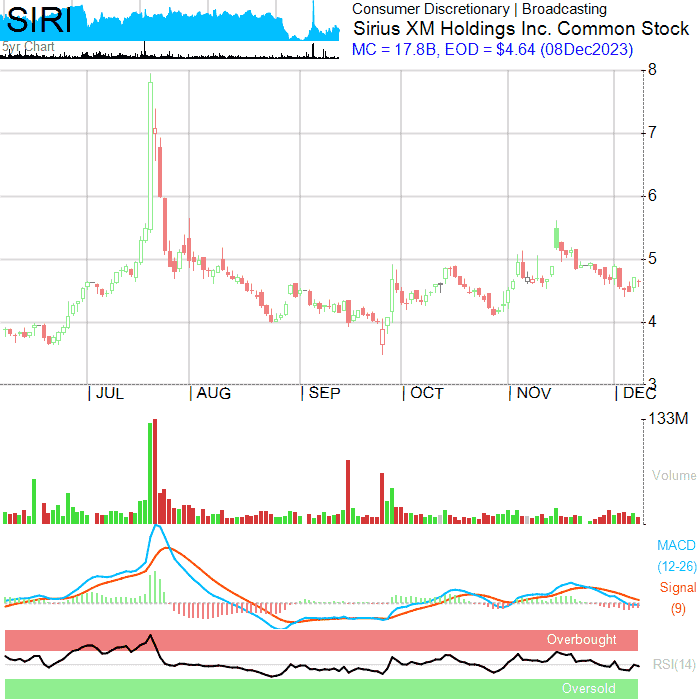 SIRI
5yr Chart
Consumer Discretionary | Broadcasting
Sirius XM Holdings Inc. Common Stock
MC = 17.8B, EOD = $4.64 (08Dec2023)
8
7
6
5
4
3
| JUL | AUG | SEP | OCT | NOV | DEC
133M
Volume
MACD
(12-26)
Signal
(9)
Overbought
RSI(14)
Oversold